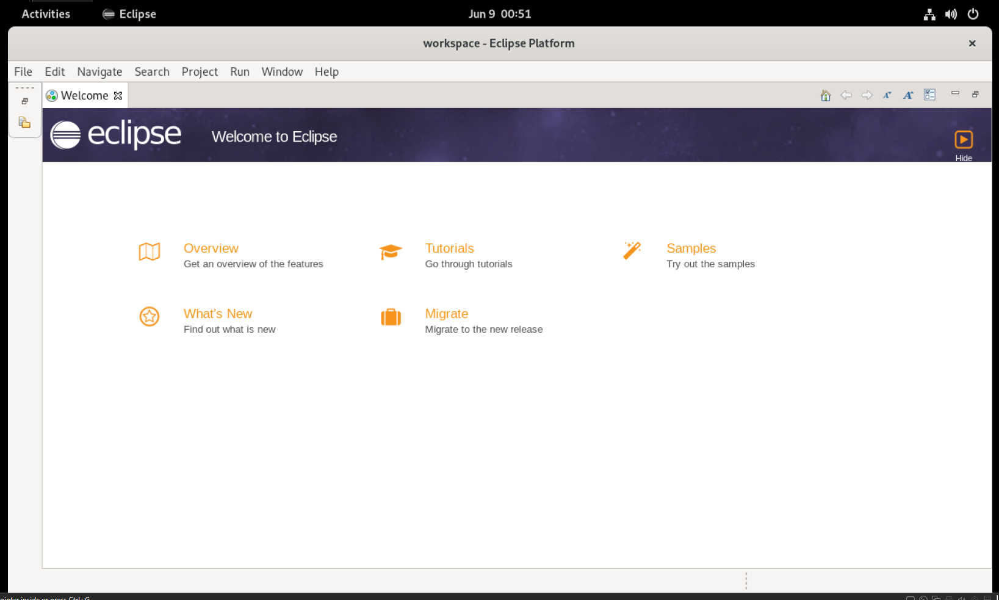 Activities Eclipse Jun 9 00:51
workspace - Eclipse Platform
File Edit Navigate Search Project Run Window Help
Welcome
eclipse Welcome to Eclipse
Hide
Overview
Get an overview of the features
Tutorials
Go through tutorials
Samples
Try out the samples
What's New
Find out what is new
Migrate
Migrate to the new release
ointer inside or press Ctrl+G